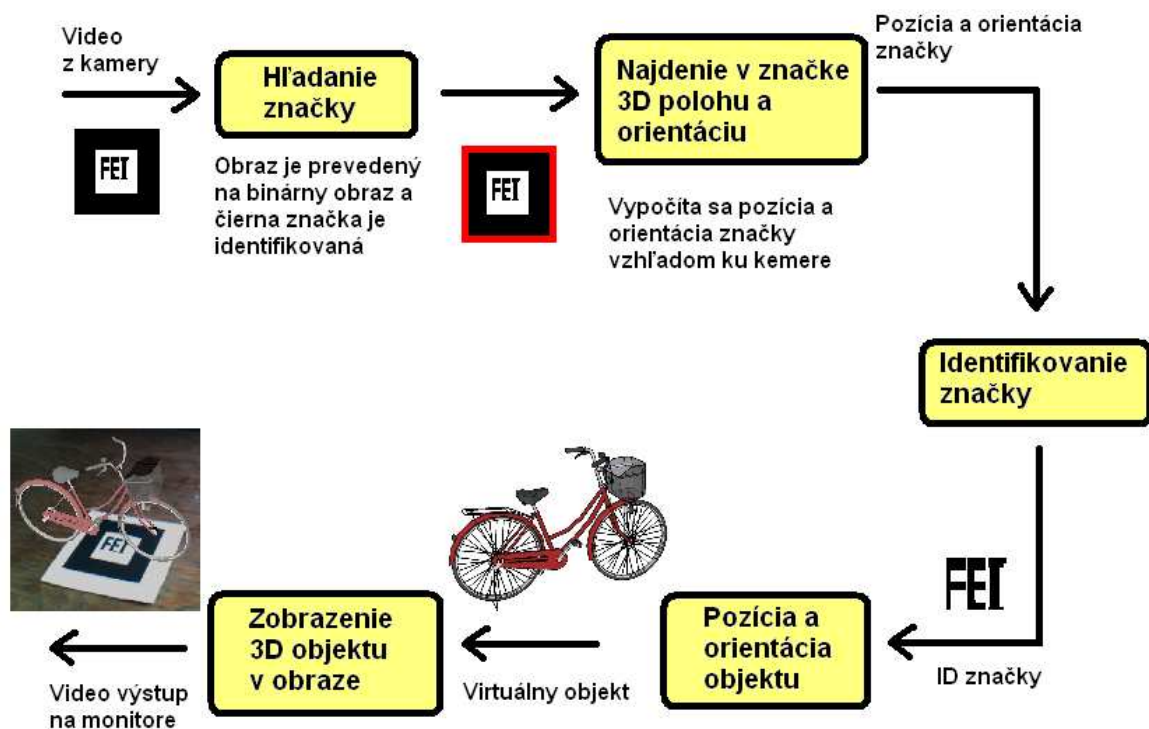 Video
z kamery
FEI
Hľadanie
značky
Obraz je prevedený
na binárny obraz a
čierna značka je
identifikovaná
FEI
Najdenie v značke
3D polohu a
orientáciu
Vypočíta sa pozícia a
orientácia značky
vzhľadom ku kemere
Pozícia a orientácia
značky
Identifikovanie
značky
FEI
ID značky
Pozícia a
orientácia
objektu
Virtuálny objekt
Zobrazenie
3D objektu
v obraze
FEI
Video výstup
na monitore